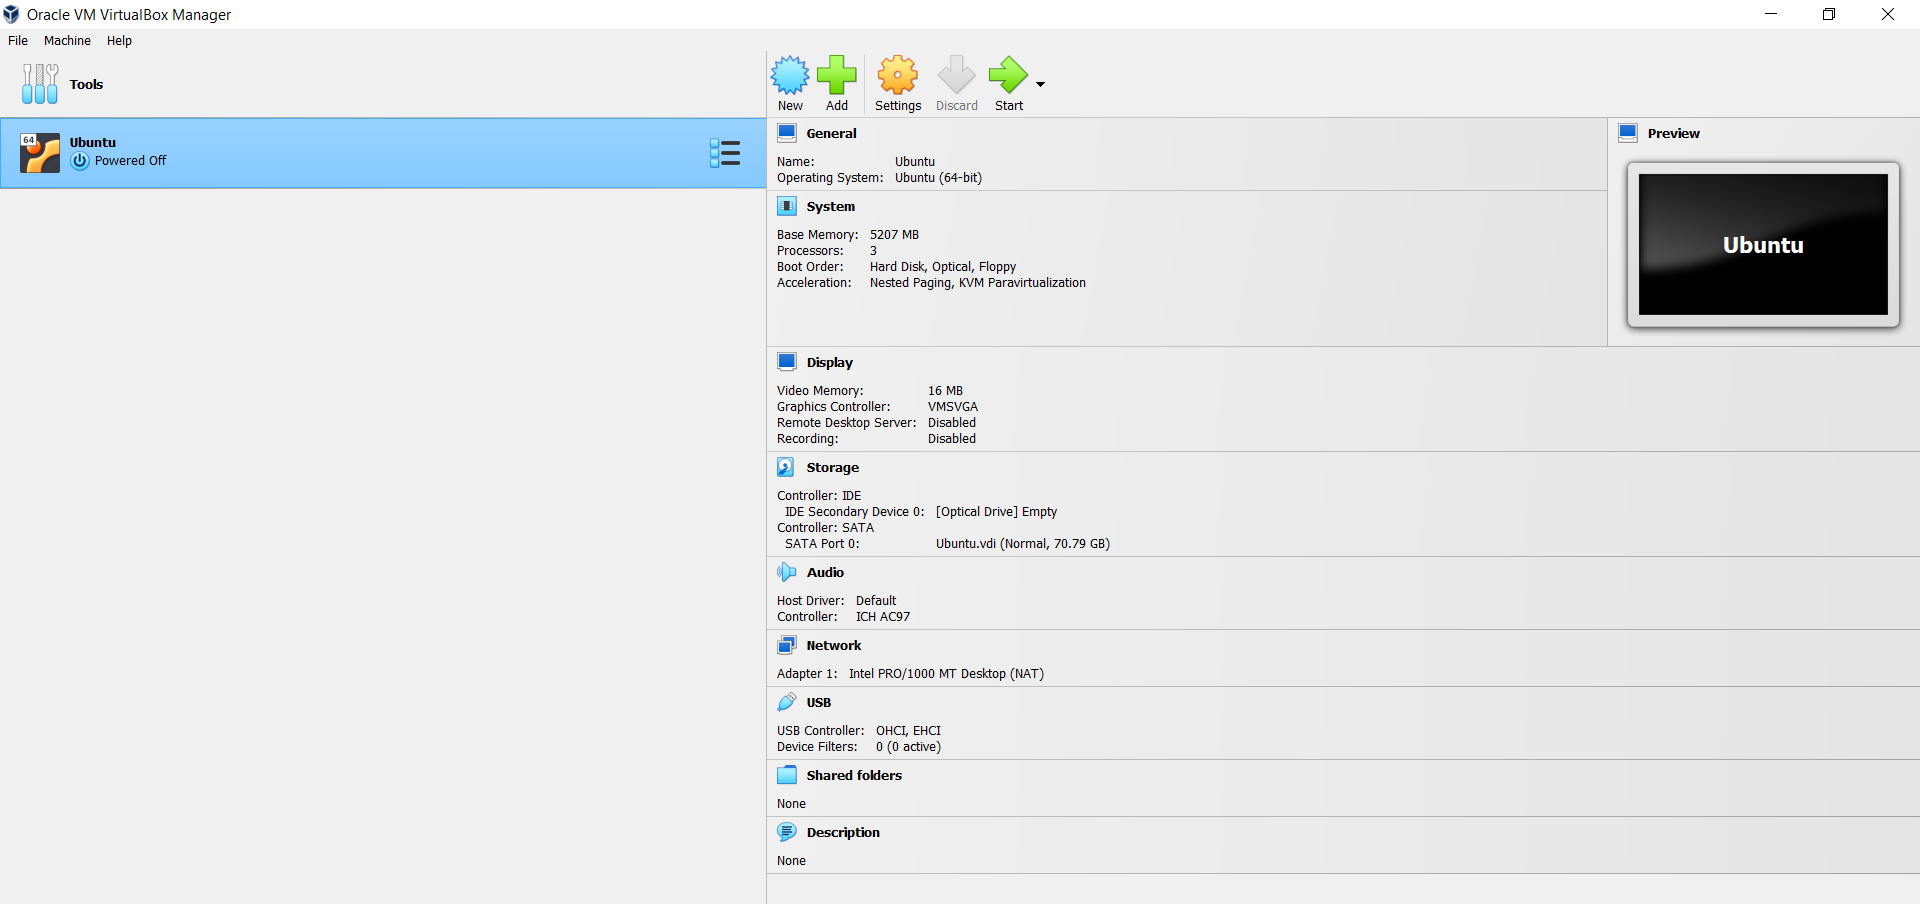 Oracle VM VirtualBox Manager
File Machine Help
Tools
64
Ubuntu
Powered Off
New Add Settings Discard Start
General
Name: Ubuntu
Operating System: Ubuntu (64-bit)
Preview
Ubuntu
System
Base Memory: 5207 MB
Processors: 3
Boot Order: Hard Disk, Optical, Floppy
Acceleration: Nested Paging, KVM Paravirtualization
Display
Video Memory: 16 MB
Graphics Controller: VMSVGA
Remote Desktop Server: Disabled
Recording: Disabled
Storage
Controller: IDE
IDE Secondary Device 0: [Optical Drive] Empty
Controller: SATA
SATA Port 0: Ubuntu.vdi (Normal, 70.79 GB)
Audio
Host Driver: Default
Controller: ICH AC97
Network
Adapter 1: Intel PRO/1000 MT Desktop (NAT)
USB
USB Controller: OHCI, EHCI
Device Filters: 0 (0 active)
Shared folders
None
Description
None